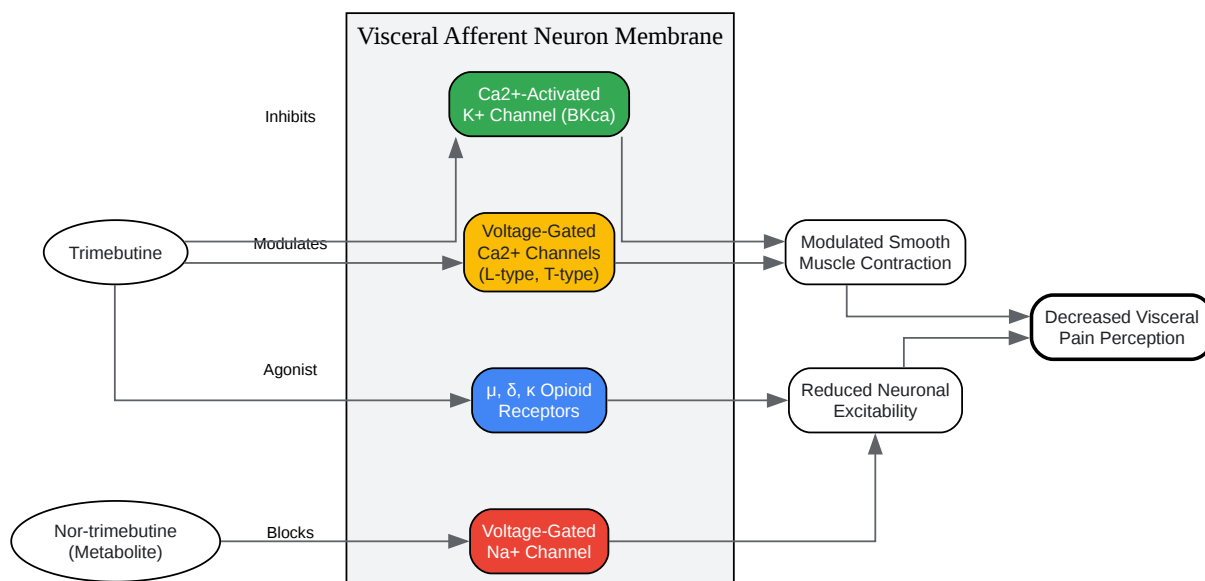 Visceral Afferent Neuron Membrane
Ca2+-Activated
K+ Channel (BKca)
Inhibits
Trimebutine
Modulates
Voltage-Gated
Ca2+ Channels
(L-type, T-type)
Modulated Smooth
Muscle Contraction
Decreased Visceral
Pain Perception
Agonist
μ, δ, κ Opioid
Receptors
Reduced Neuronal
Excitability
Nor-trimebutine
(Metabolite)
Blocks
Voltage-Gated
Na+ Channel